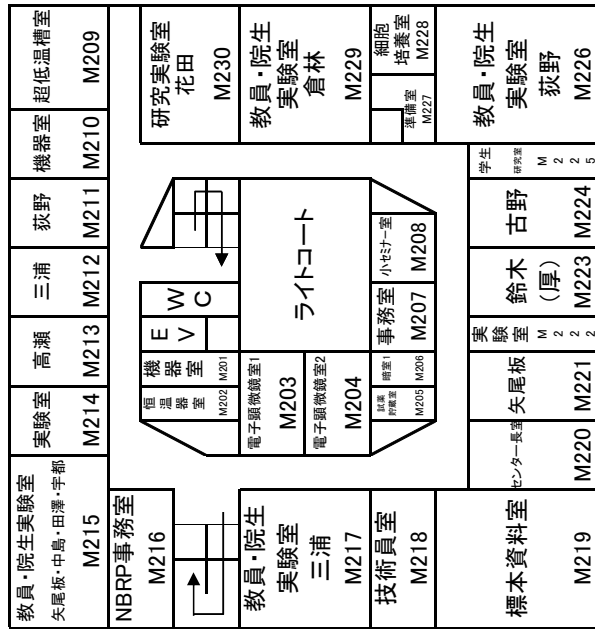 超低温槽室
M209
機器室
M210
荻野
M211
三浦
M212
高瀬
M213
実験室
M214
教員・院生実験室
矢尾板・中島・田澤・宇都
M215
研究実験室
花田
M230
教員・院生
実験室
倉林
M229
細胞
培養室
M228
準備室
M227
教員・院生
実験室
荻野
M226
学生
研究室
M225
古野
M224
鈴木
(厚)
M223
実験室
M222
矢尾板
M221
センター長室
M220
標本資料室
M219
ライトコート
WC
EV
小セミナー室
M208
事務室
M207
機器室
M201
恒温器室
M202
電子顕微鏡室1
M203
電子顕微鏡室2
M204
暗室1
M206
試薬
貯蔵室
M205
NBRP事務室
M216
教員・院生
実験室
三浦
M217
技術員室
M218